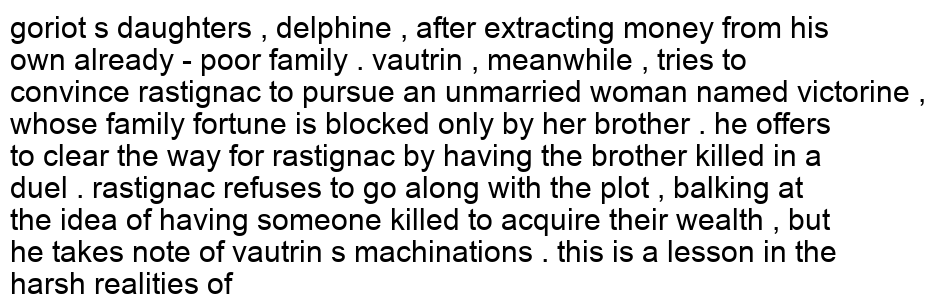 goriot s daughters , delphine , after extracting money from his
own already - poor family . vautrin , meanwhile , tries to
convince rastignac to pursue an unmarried woman named victorine ,
whose family fortune is blocked only by her brother . he offers
to clear the way for rastignac by having the brother killed in a
duel . rastignac refuses to go along with the plot , balking at
the idea of having someone killed to acquire their wealth , but
he takes note of vautrin s machinations . this is a lesson in the
harsh realities of